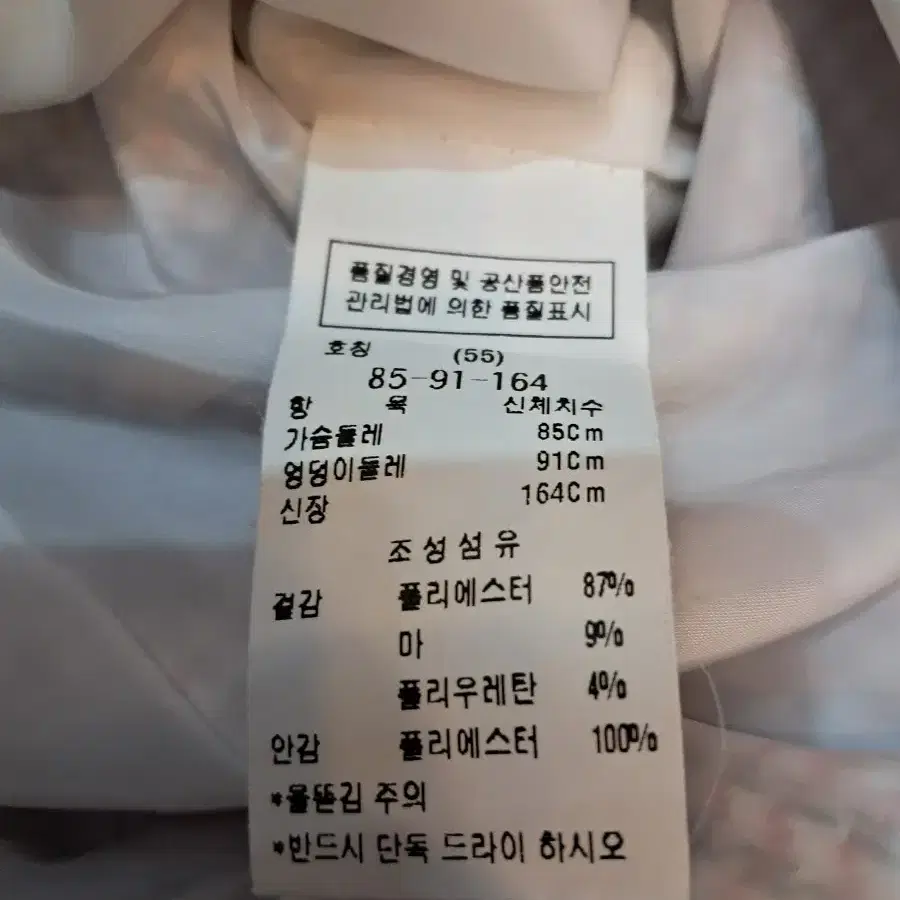 품질경영 및 공산품안전
관리법에 의한 품질표시
호칭 (55)
85-91-164
항 목 신체치수
가슴둘레 85Cm
엉덩이둘레 91Cm
신장 164Cm
조성섬유
겉감 폴리에스터 87%
마 9%
폴리우레탄 4%
안감 폴리에스터 100%
*올뜯김 주의
*반드시 단독 드라이 하시오